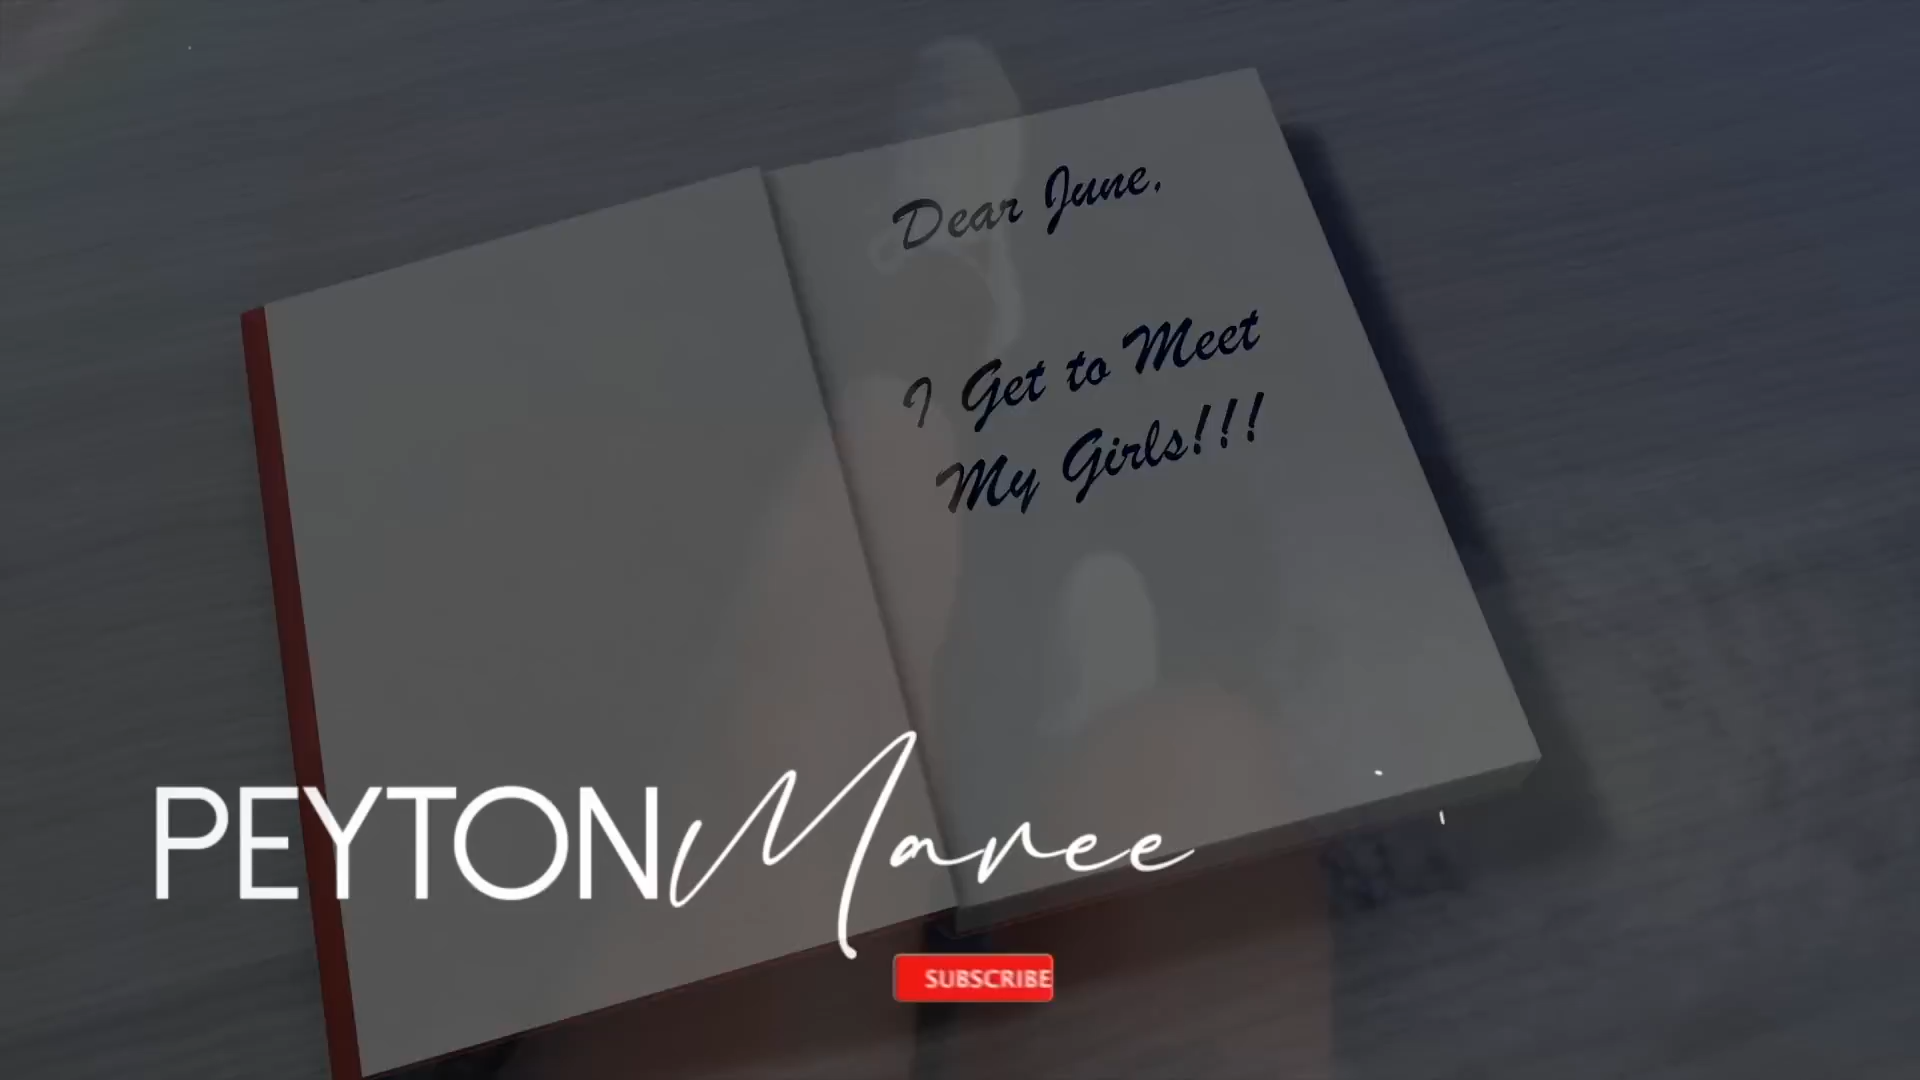 Dear June,
I Get to Meet
My Girls!!!
PEYTON Maree
SUBSCRIBE